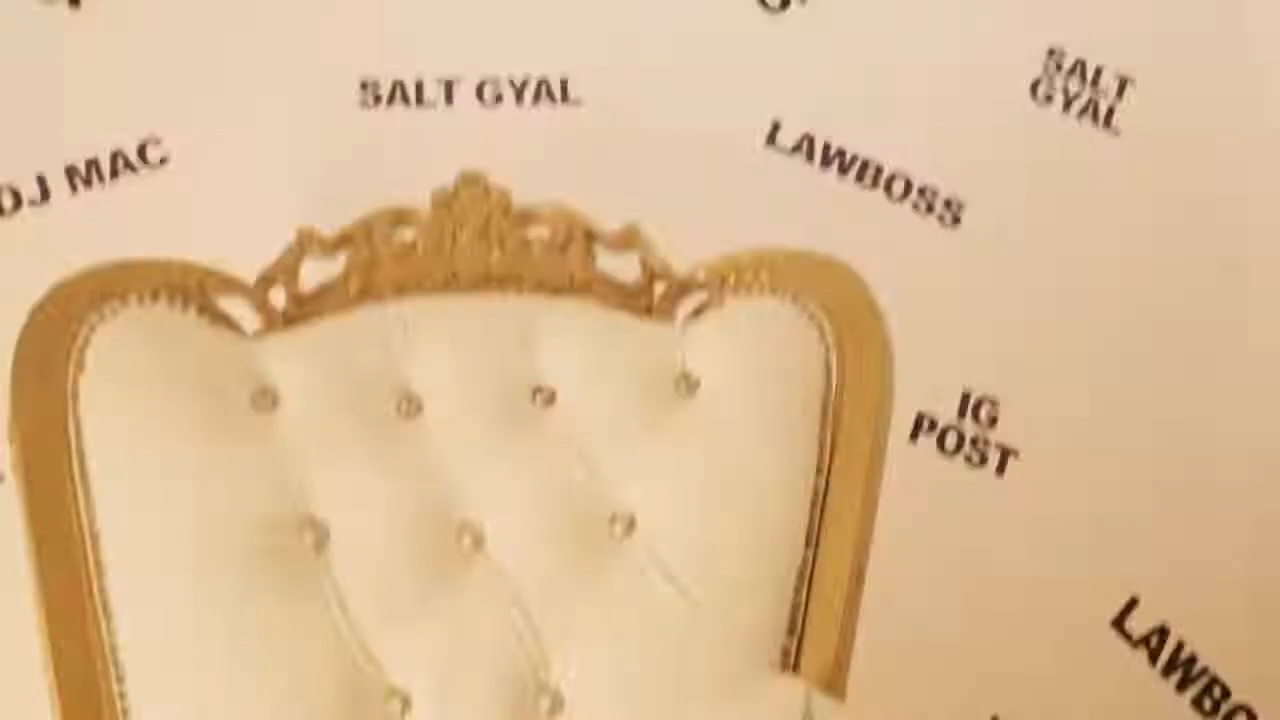 SALT GYAL
SALT
GYAL
DJ MAC
LAWBOSS
IG
POST